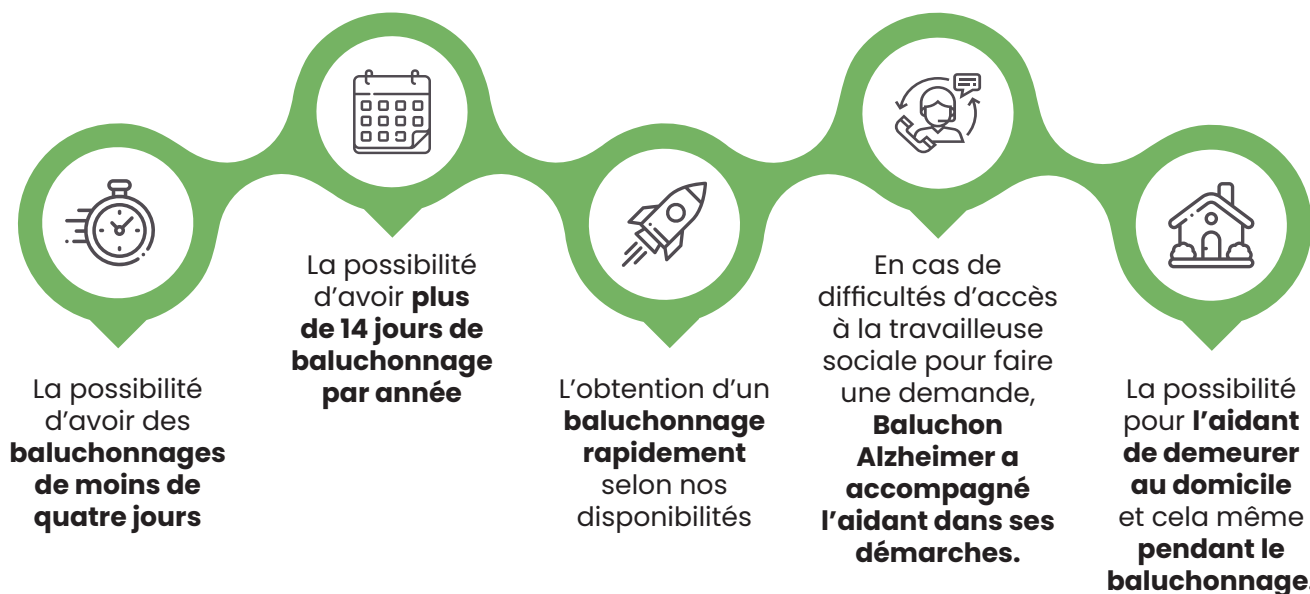 La possibilité
d'avoir des
baluchonnages
de moins de
quatre jours
La possibilité
d'avoir plus
de 14 jours de
baluchonnage
par année
L'obtention d'un
baluchonnage
rapidement
selon nos
disponibilités
En cas de
difficultés d'accès
à la travailleuse
sociale pour faire
une demande,
Baluchon
Alzheimer a
accompagné
l'aidant dans ses
démarches.
La possibilité
pour l'aidant
de demeurer
au domicile
et cela même
pendant le
baluchonnage.